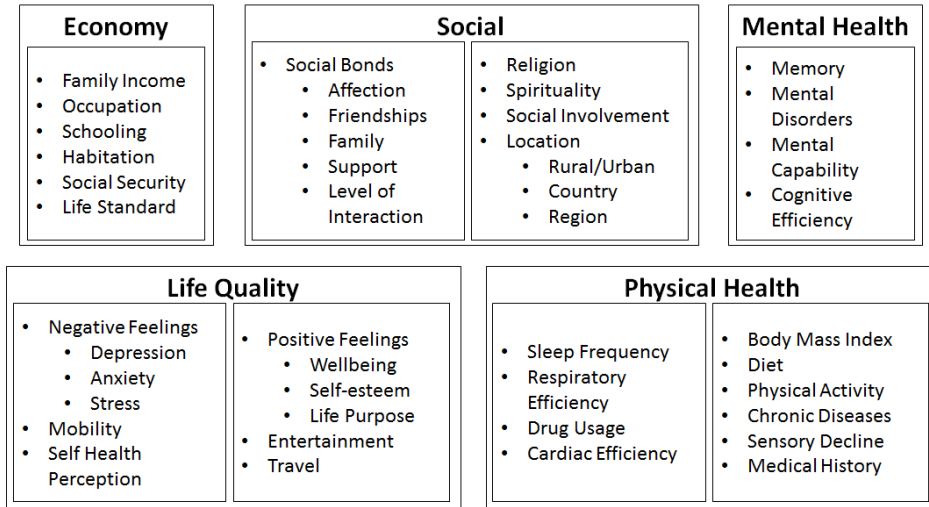 Economy
• Family Income
• Occupation
• Schooling
• Habitation
• Social Security
• Life Standard
Social
• Social Bonds
• Affection
• Friendships
• Family
• Support
• Level of
Interaction
• Religion
• Spirituality
• Social Involvement
• Location
• Rural/Urban
• Country
• Region
Mental Health
• Memory
• Mental
Disorders
• Mental
Capability
• Cognitive
Efficiency
Life Quality
• Negative Feelings
• Depression
• Anxiety
• Stress
• Mobility
• Self Health
Perception
• Positive Feelings
• Wellbeing
• Self-esteem
• Life Purpose
• Entertainment
• Travel
Physical Health
• Sleep Frequency
• Respiratory
Efficiency
• Drug Usage
• Cardiac Efficiency
• Body Mass Index
• Diet
• Physical Activity
• Chronic Diseases
• Sensory Decline
• Medical History